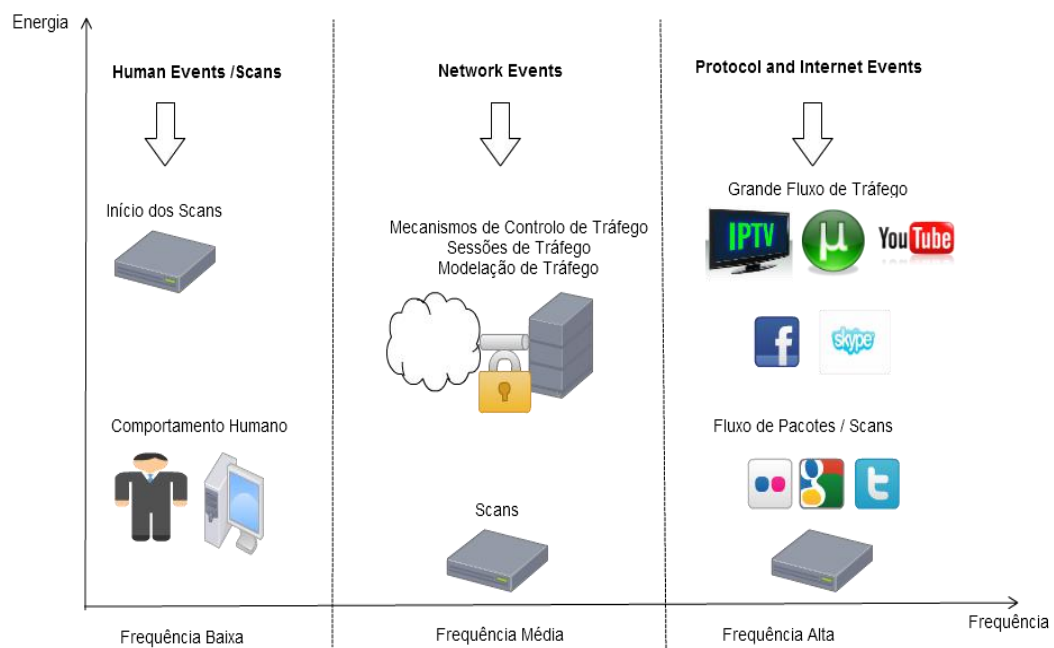 Energia
Human Events /Scans
Network Events
Protocol and Internet Events
Início dos Scans
Mecanismos de Controlo de Tráfego
Sessões de Tráfego
Modelação de Tráfego
Grande Fluxo de Tráfego
IPTV
µ
YouTube
f
skype
Comportamento Humano
Scans
Fluxo de Pacotes / Scans
g
t
Frequência Baixa
Frequência Média
Frequência Alta
Frequência